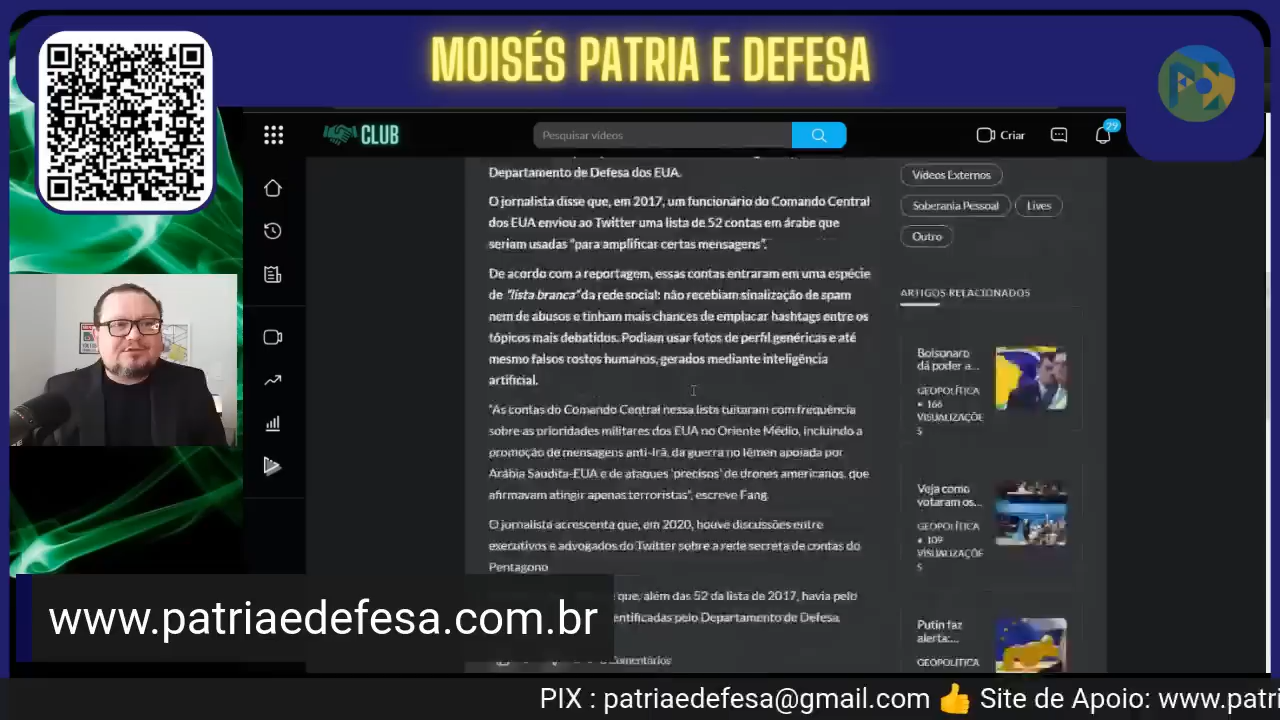 MOISÉS PATRIA E DEFESA
CLUB
Pesquisar vídeos
Criar
29
Departamento de Defesa dos EUA.
O jornalista disse que, em 2017, um funcionário do Comando Central
dos EUA enviou ao Twitter uma lista de 52 contas em árabe que
seriam usadas "para amplificar certas mensagens".
De acordo com a reportagem, essas contas entraram em uma espécie
de "lista branca" da rede social: não recebiam sinalização de spam
nem de abusos e tinham mais chances de emplacar hashtags entre os
tópicos mais debatidos. Podiam usar fotos de perfil genéricas e até
mesmo falsos rostos humanos, gerados mediante inteligência
artificial.
"As contas do Comando Central nessa lista tuitaram com frequência
sobre as prioridades militares dos EUA no Oriente Médio, incluindo a
promoção de mensagens anti-Irã, da guerra no Iêmen apoiada por
Arábia Saudita-EUA e de ataques 'precisos' de drones americanos, que
afirmavam atingir apenas terroristas", escreve Fang.
O jornalista acrescenta que, em 2020, houve discussões entre
executivos e advogados do Twitter sobre a rede secreta de contas do
Pentagono
que, além das 52 da lista de 2017, havia pelo
entificadas pelo Departamento de Defesa.
omentários
Vídeos Externos
Soberania Pessoal
Lives
Outro
ARTIGOS RELACIONADOS
Bolsonaro
dá poder a...
GEOPOLÍTICA
• 166
VISUALIZAÇÕE
S
Veja como
votaram os...
GEOPOLÍTICA
• 109
VISUALIZAÇÕE
S
Putin faz
alerta:...
GEOPOLÍTICA
www.patriaedefesa.com.br
PIX : patriaedefesa@gmail.com 👍 Site de Apoio: www.patri